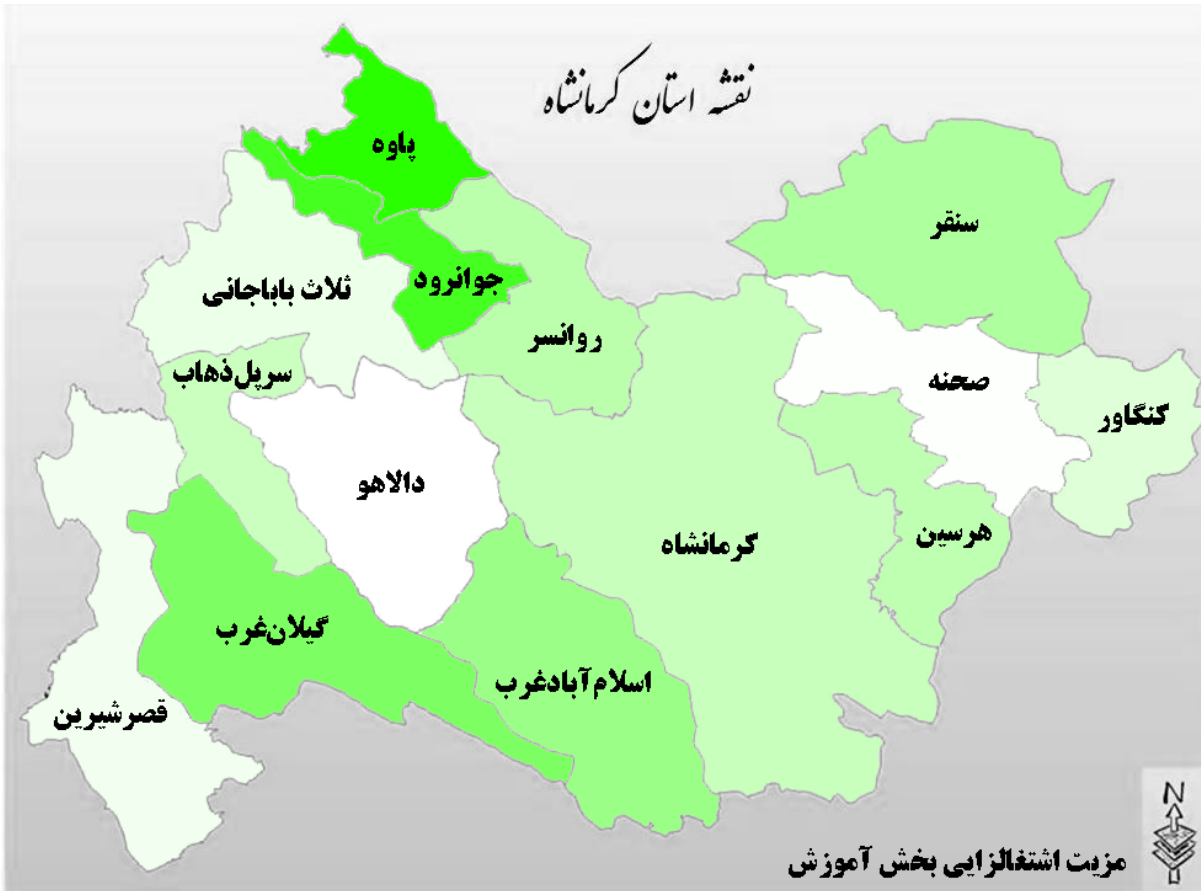 نقشه استان کرمانشاه
پاوه
سنقر
جوانرود
ثلاث باباجانی
روانسر
سرپل‌ذهاب
صحنه
کنگاور
دالاهو
هرسین
کرمانشاه
گیلان‌غرب
اسلام‌آبادغرب
قصرشیرین
N
مزیت اشتغالزایی بخش آموزش